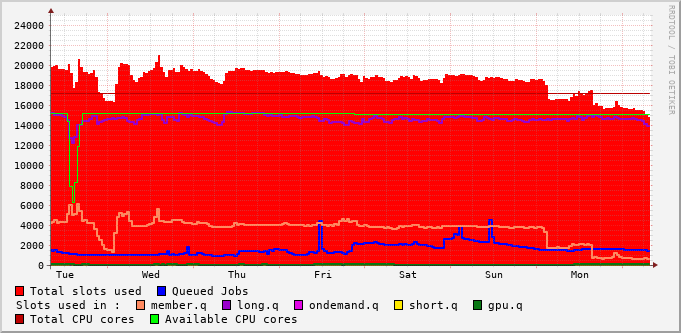 RRDTOOL / TOBI OETIKER
24000
22000
20000
18000
16000
14000
12000
10000
8000
6000
4000
2000
0
Tue Wed Thu Fri Sat Sun Mon
Total slots used Queued Jobs
Slots used in : member.q long.q ondemand.q short.q gpu.q
Total CPU cores Available CPU cores